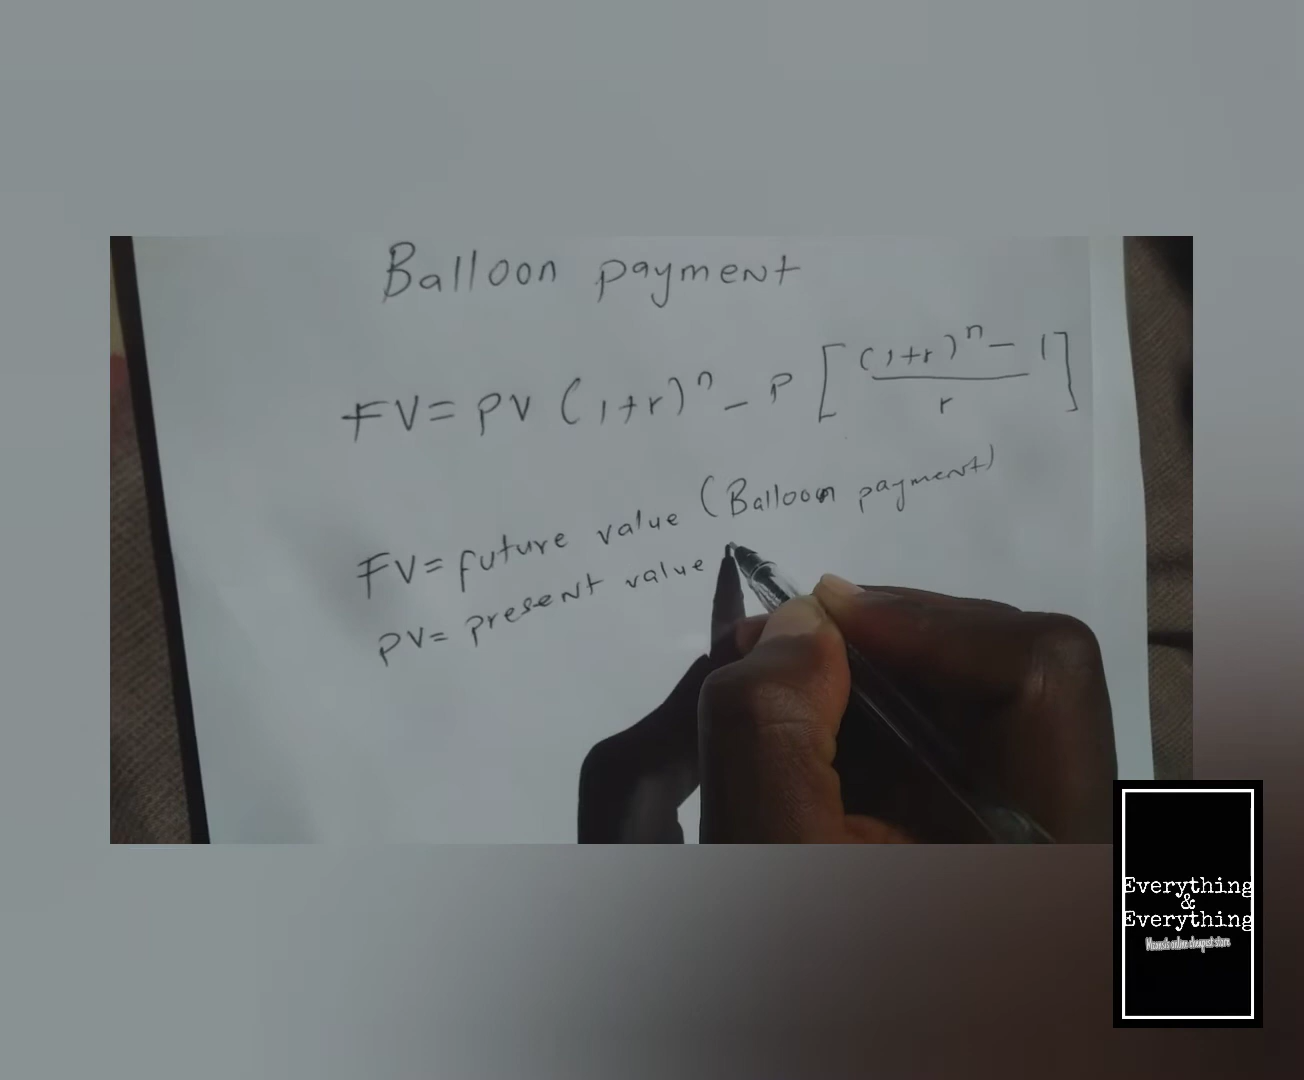 Balloon payment
FV = PV (1+r)^n - P [ (1+r)^n - 1 / r ]
FV = future value (Balloon payment)
PV = present value
Everything
&
Everything